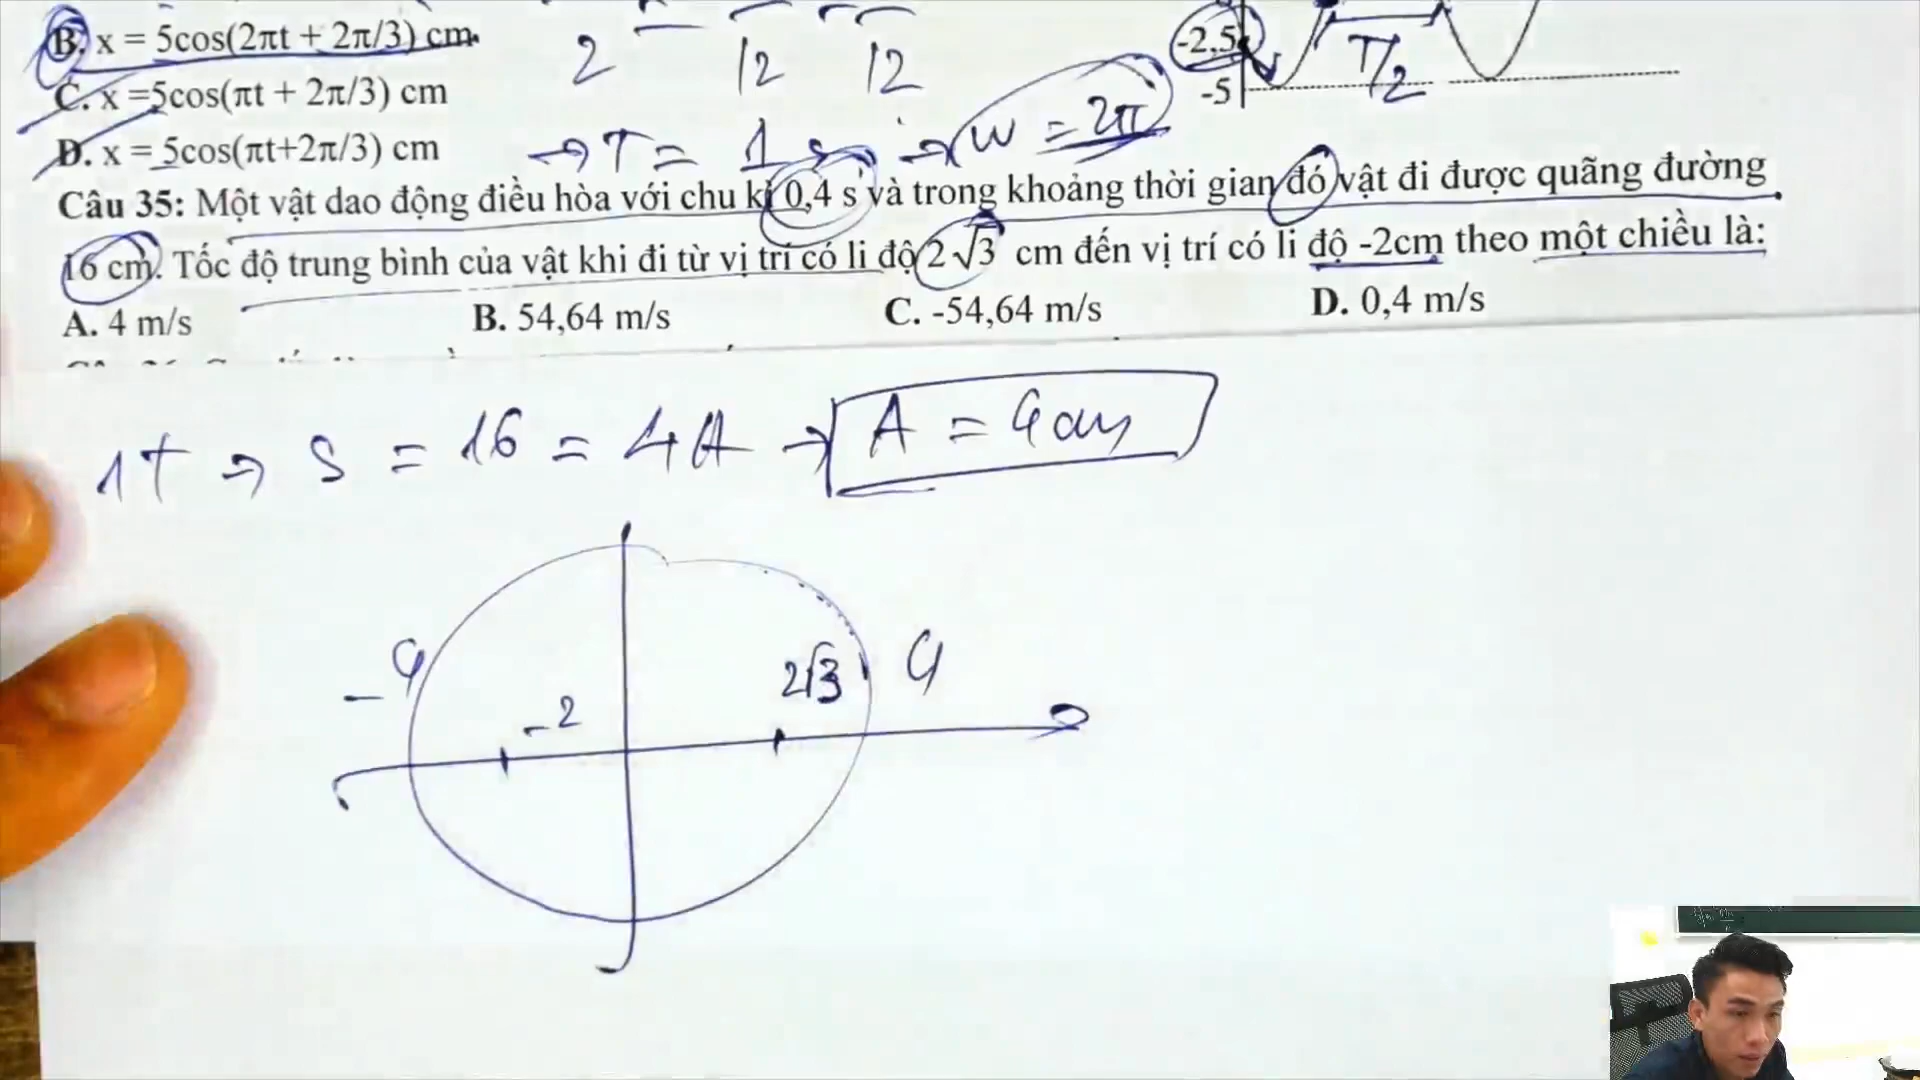 B. x = 5cos(2πt + 2π/3) cm.
2 12 12
-2,5
T/2
C. x =5cos(πt + 2π/3) cm
-5
D. x = 5cos(πt+2π/3) cm
→ T = 1 s → W = 2π
Câu 35: Một vật dao động điều hòa với chu kì 0,4 s và trong khoảng thời gian đó vật đi được quãng đường
16 cm. Tốc độ trung bình của vật khi đi từ vị trí có li độ 2√3 cm đến vị trí có li độ -2cm theo một chiều là:
A. 4 m/s B. 54,64 m/s C. -54,64 m/s D. 0,4 m/s
1T → S = 16 = 4A → A = 4cm
-4 -2 2√3 4